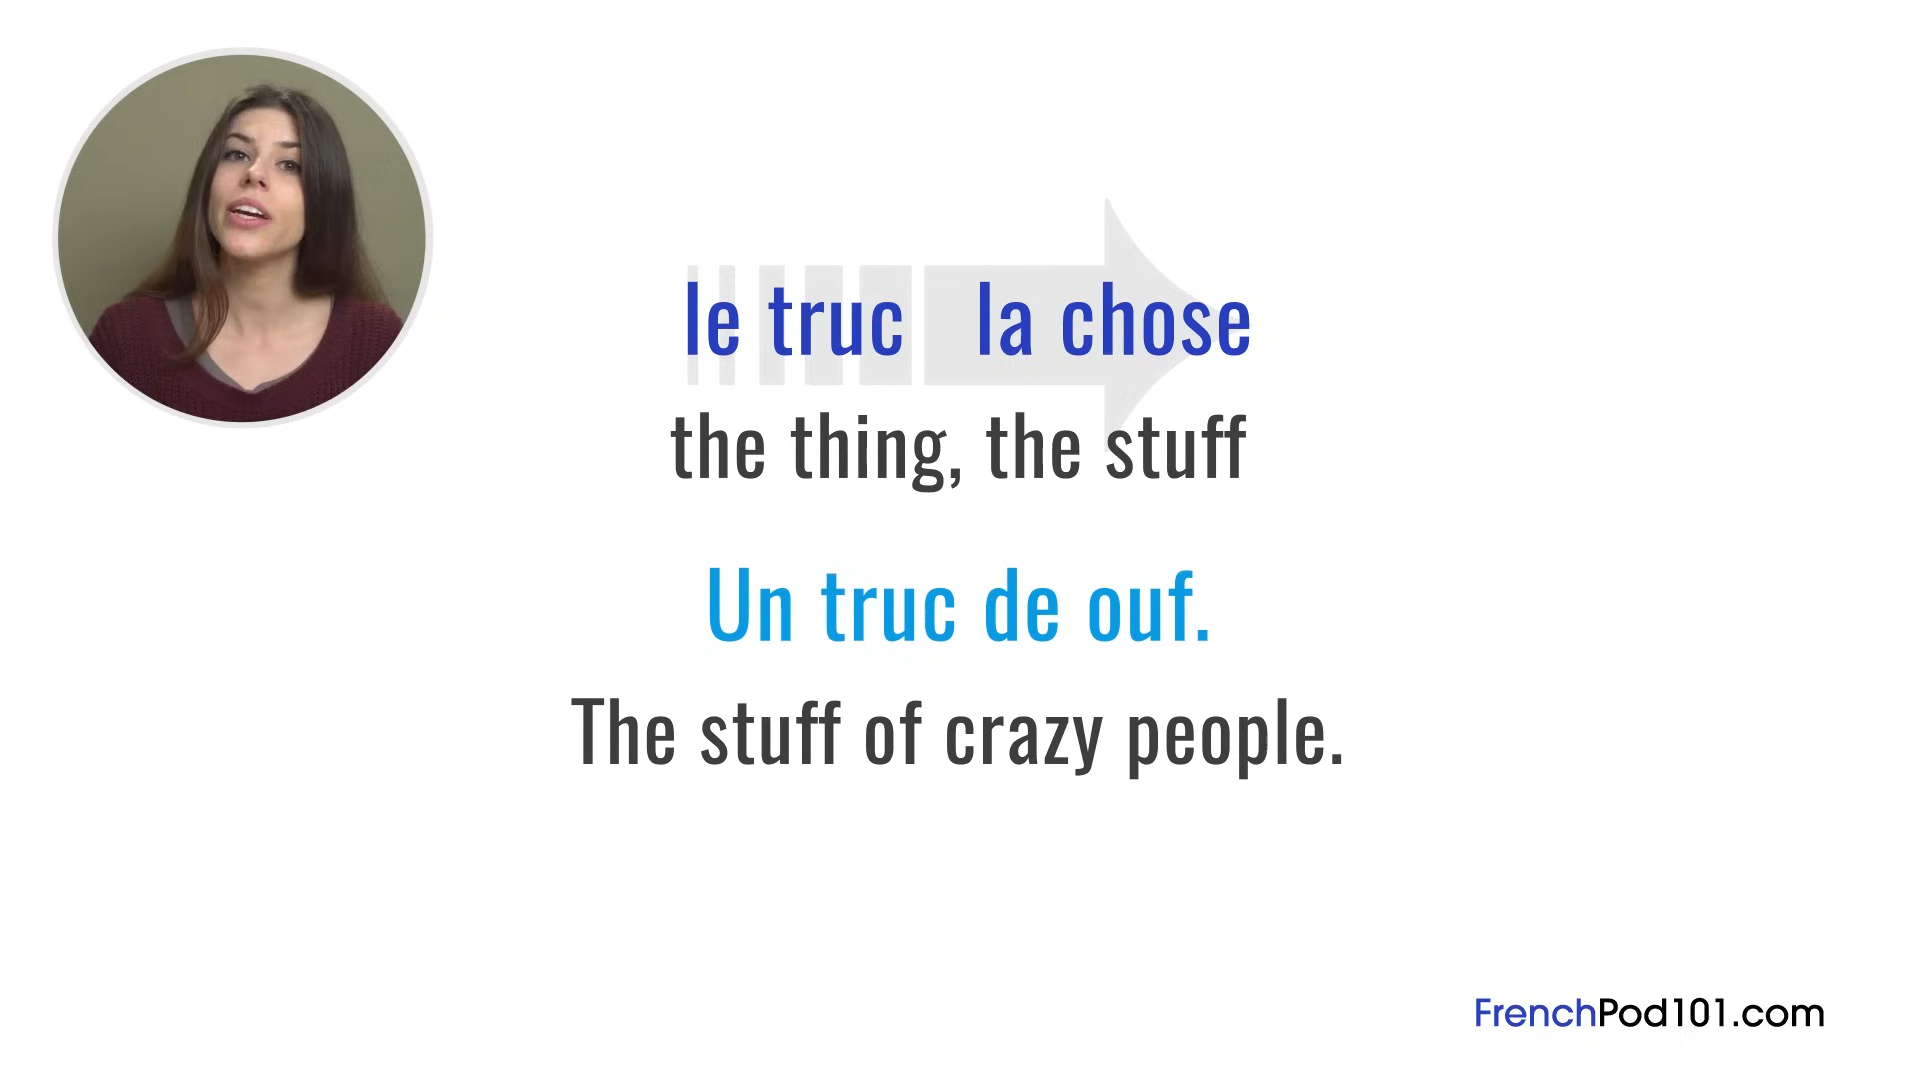 le truc la chose
the thing, the stuff
Un truc de ouf.
The stuff of crazy people.
FrenchPod101.com